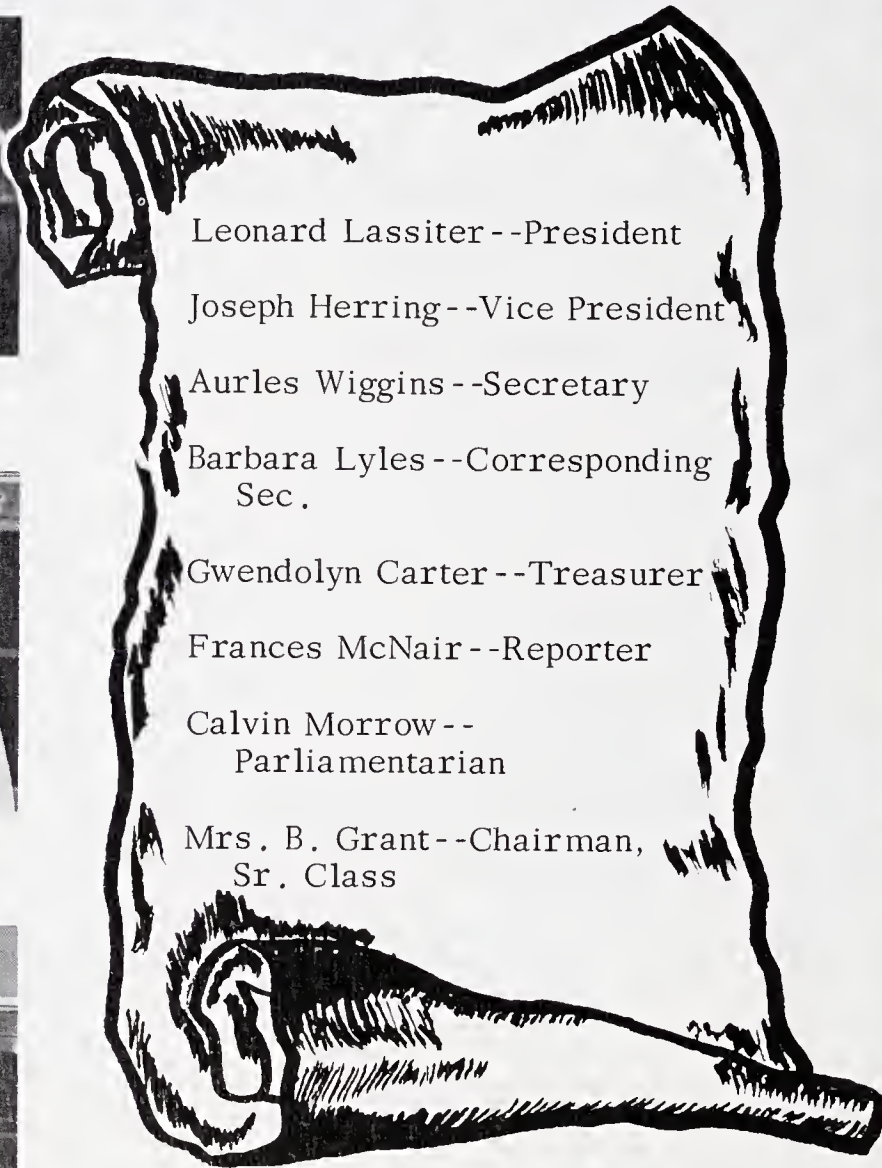 Leonard Lassiter--President
Joseph Herring--Vice President
Aurles Wiggins--Secretary
Barbara Lyles--Corresponding
Sec.
Gwendolyn Carter--Treasurer
Frances McNair--Reporter
Calvin Morrow--
Parliamentarian
Mrs. B. Grant--Chairman,
Sr. Class